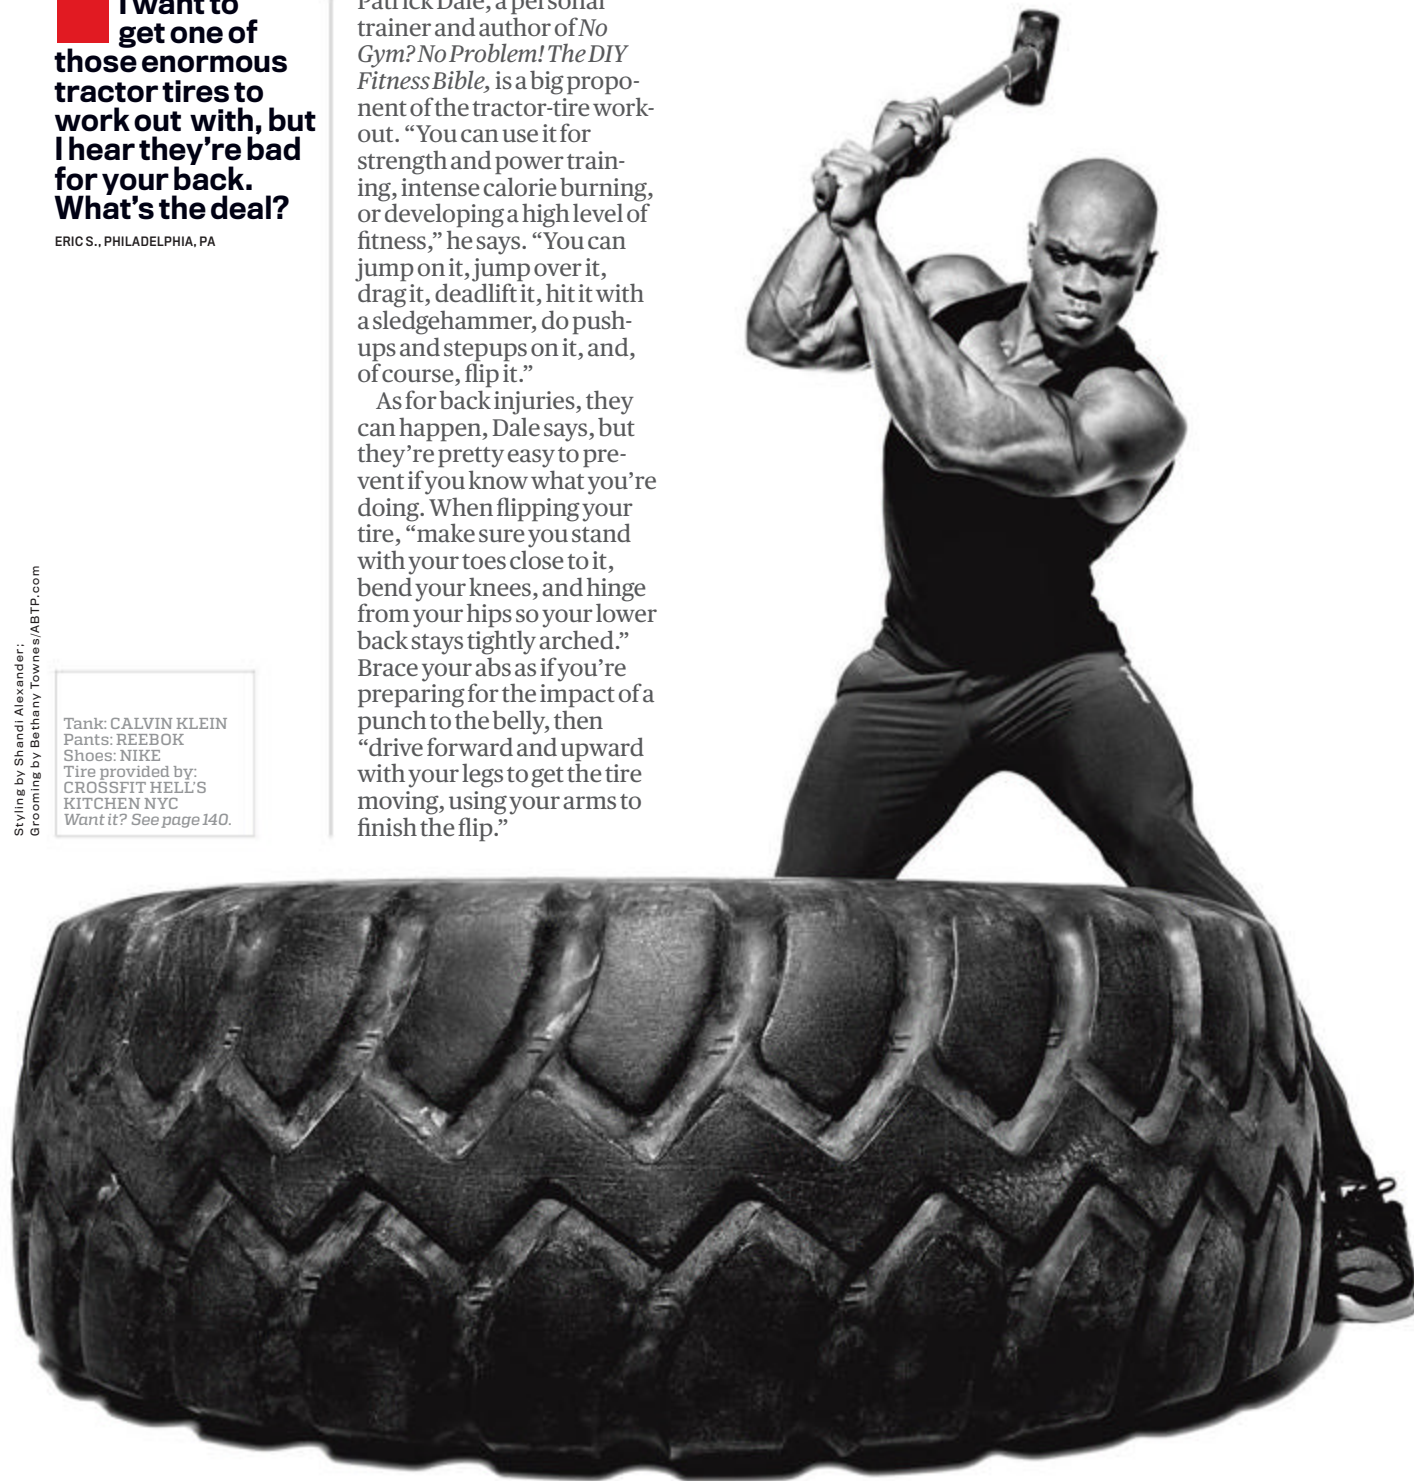 I want to
get one of
those enormous
tractor tires to
work out with, but
I hear they’re bad
for your back.
What’s the deal?
ERIC S., PHILADELPHIA, PA
Patrick Dale, a personal
trainer and author of No
Gym? No Problem! The DIY
Fitness Bible, is a big propo-
nent of the tractor-tire work-
out. “You can use it for
strength and power train-
ing, intense calorie burning,
or developing a high level of
fitness,” he says. “You can
jump on it, jump over it,
drag it, deadlift it, hit it with
a sledgehammer, do push-
ups and stepups on it, and,
of course, flip it.”
As for back injuries, they
can happen, Dale says, but
they’re pretty easy to pre-
vent if you know what you’re
doing. When flipping your
tire, “make sure you stand
with your toes close to it,
bend your knees, and hinge
from your hips so your lower
back stays tightly arched.”
Brace your abs as if you’re
preparing for the impact of a
punch to the belly, then
“drive forward and upward
with your legs to get the tire
moving, using your arms to
finish the flip.”
Styling by Shandi Alexander;
Grooming by Bethany Townes/ABTP.com
Tank: CALVIN KLEIN
Pants: REEBOK
Shoes: NIKE
Tire provided by:
CROSSFIT HELL’S
KITCHEN NYC
Want it? See page 140.